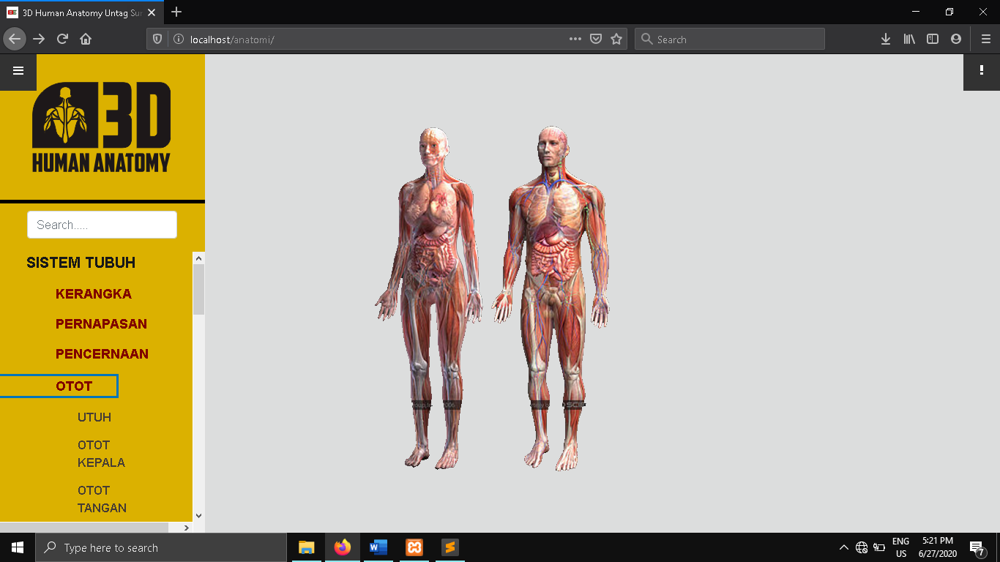 3D Human Anatomy Untag Sur
localhost/anatomi/
Search
3D
HUMAN ANATOMY
Search.....
SISTEM TUBUH
KERANGKA
PERNAPASAN
PENCERNAAN
OTOT
UTUH
OTOT
KEPALA
OTOT
TANGAN
Type here to search
ENG
US
5:21 PM
6/27/2020
7